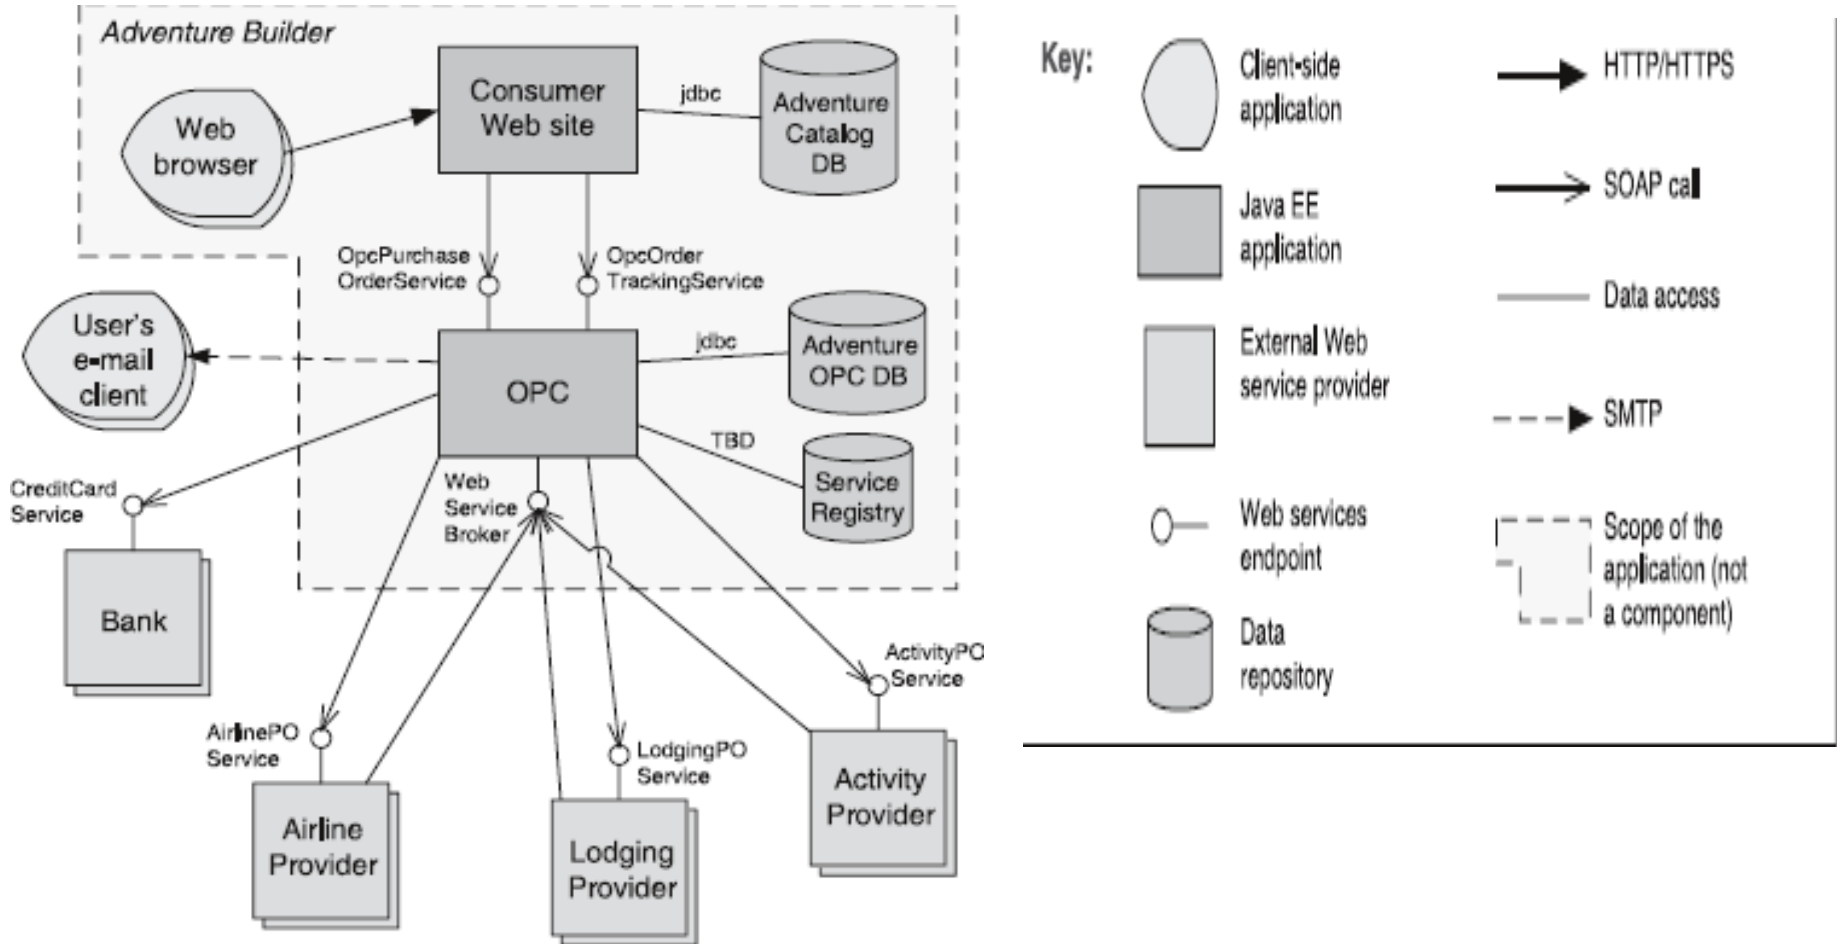 Adventure Builder
Consumer
Web site
jdbc
Adventure
Catalog
DB
Web
browser
OpcPurchase
OrderService
OpcOrder
TrackingService
User's
e-mail
client
OPC
jdbc
Adventure
OPC DB
TBD
Service
Registry
Web
Service
Broker
CreditCard
Service
Bank
AirlinePO
Service
Airline
Provider
LodgingPO
Service
Lodging
Provider
ActivityPO
Service
Activity
Provider
Key:
Client-side
application
Java EE
application
External Web
service provider
Web services
endpoint
Data
repository
HTTP/HTTPS
SOAP call
Data access
SMTP
Scope of the
application (not
a component)